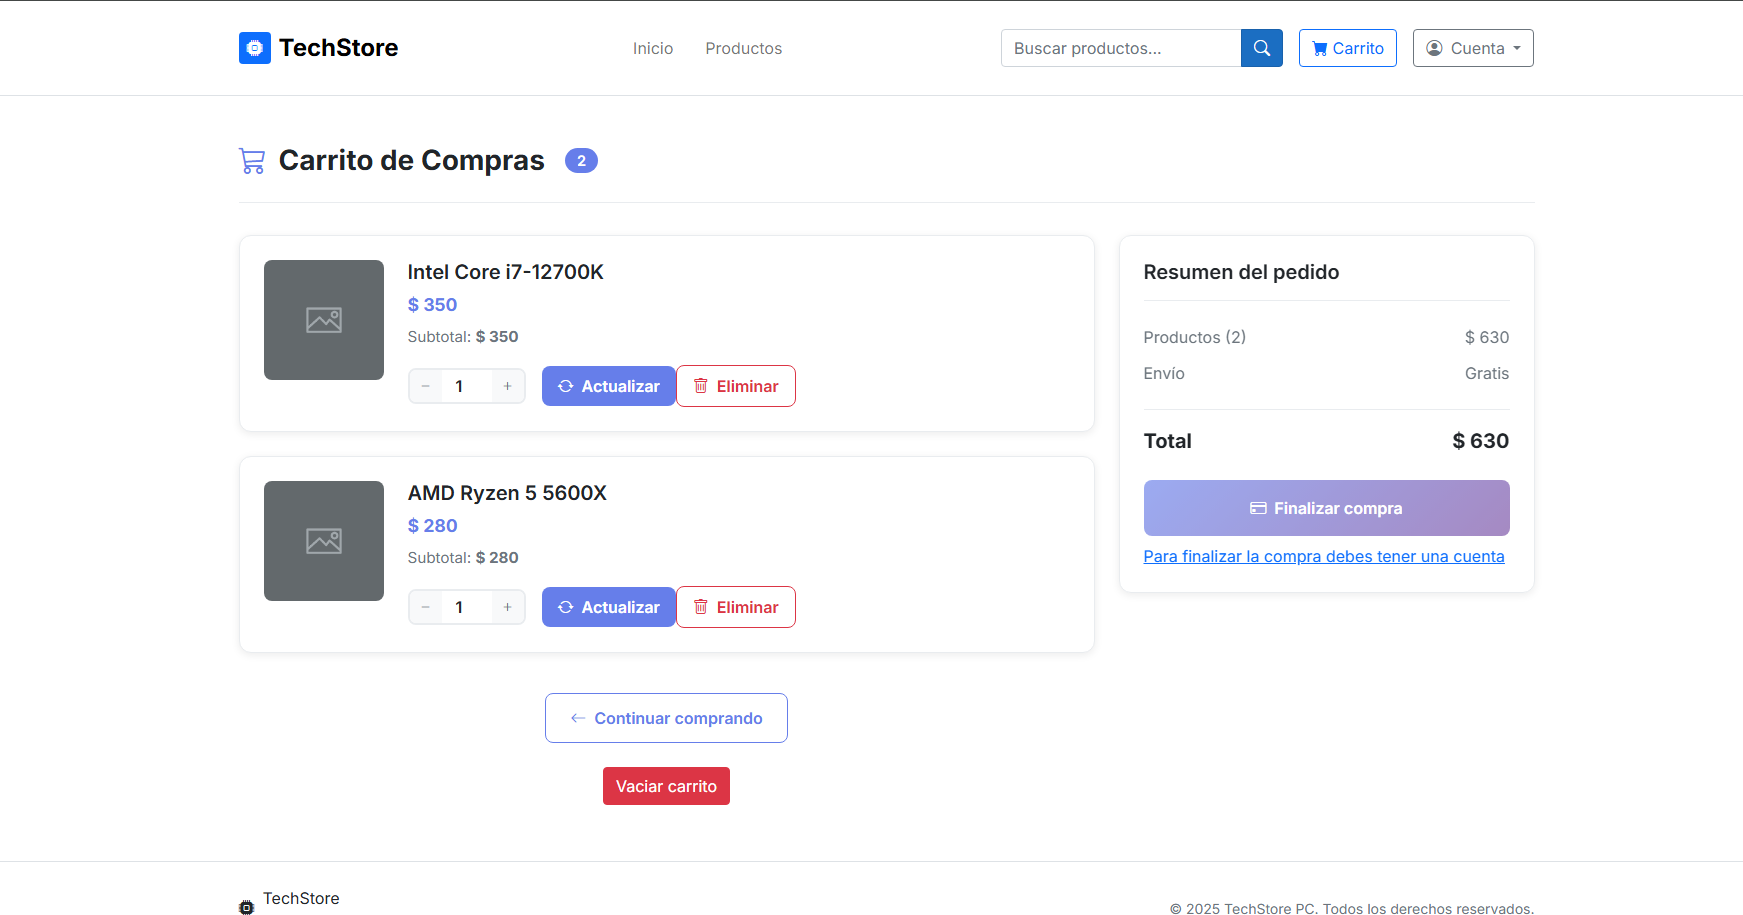 TechStore
Inicio
Productos
Buscar productos...
Carrito
Cuenta
Carrito de Compras
2
Intel Core i7-12700K
$ 350
Subtotal: $ 350
− 1 +
Actualizar
Eliminar
AMD Ryzen 5 5600X
$ 280
Subtotal: $ 280
− 1 +
Actualizar
Eliminar
Continuar comprando
Vaciar carrito
Resumen del pedido
Productos (2) $ 630
Envío Gratis
Total $ 630
Finalizar compra
Para finalizar la compra debes tener una cuenta
TechStore
© 2025 TechStore PC. Todos los derechos reservados.